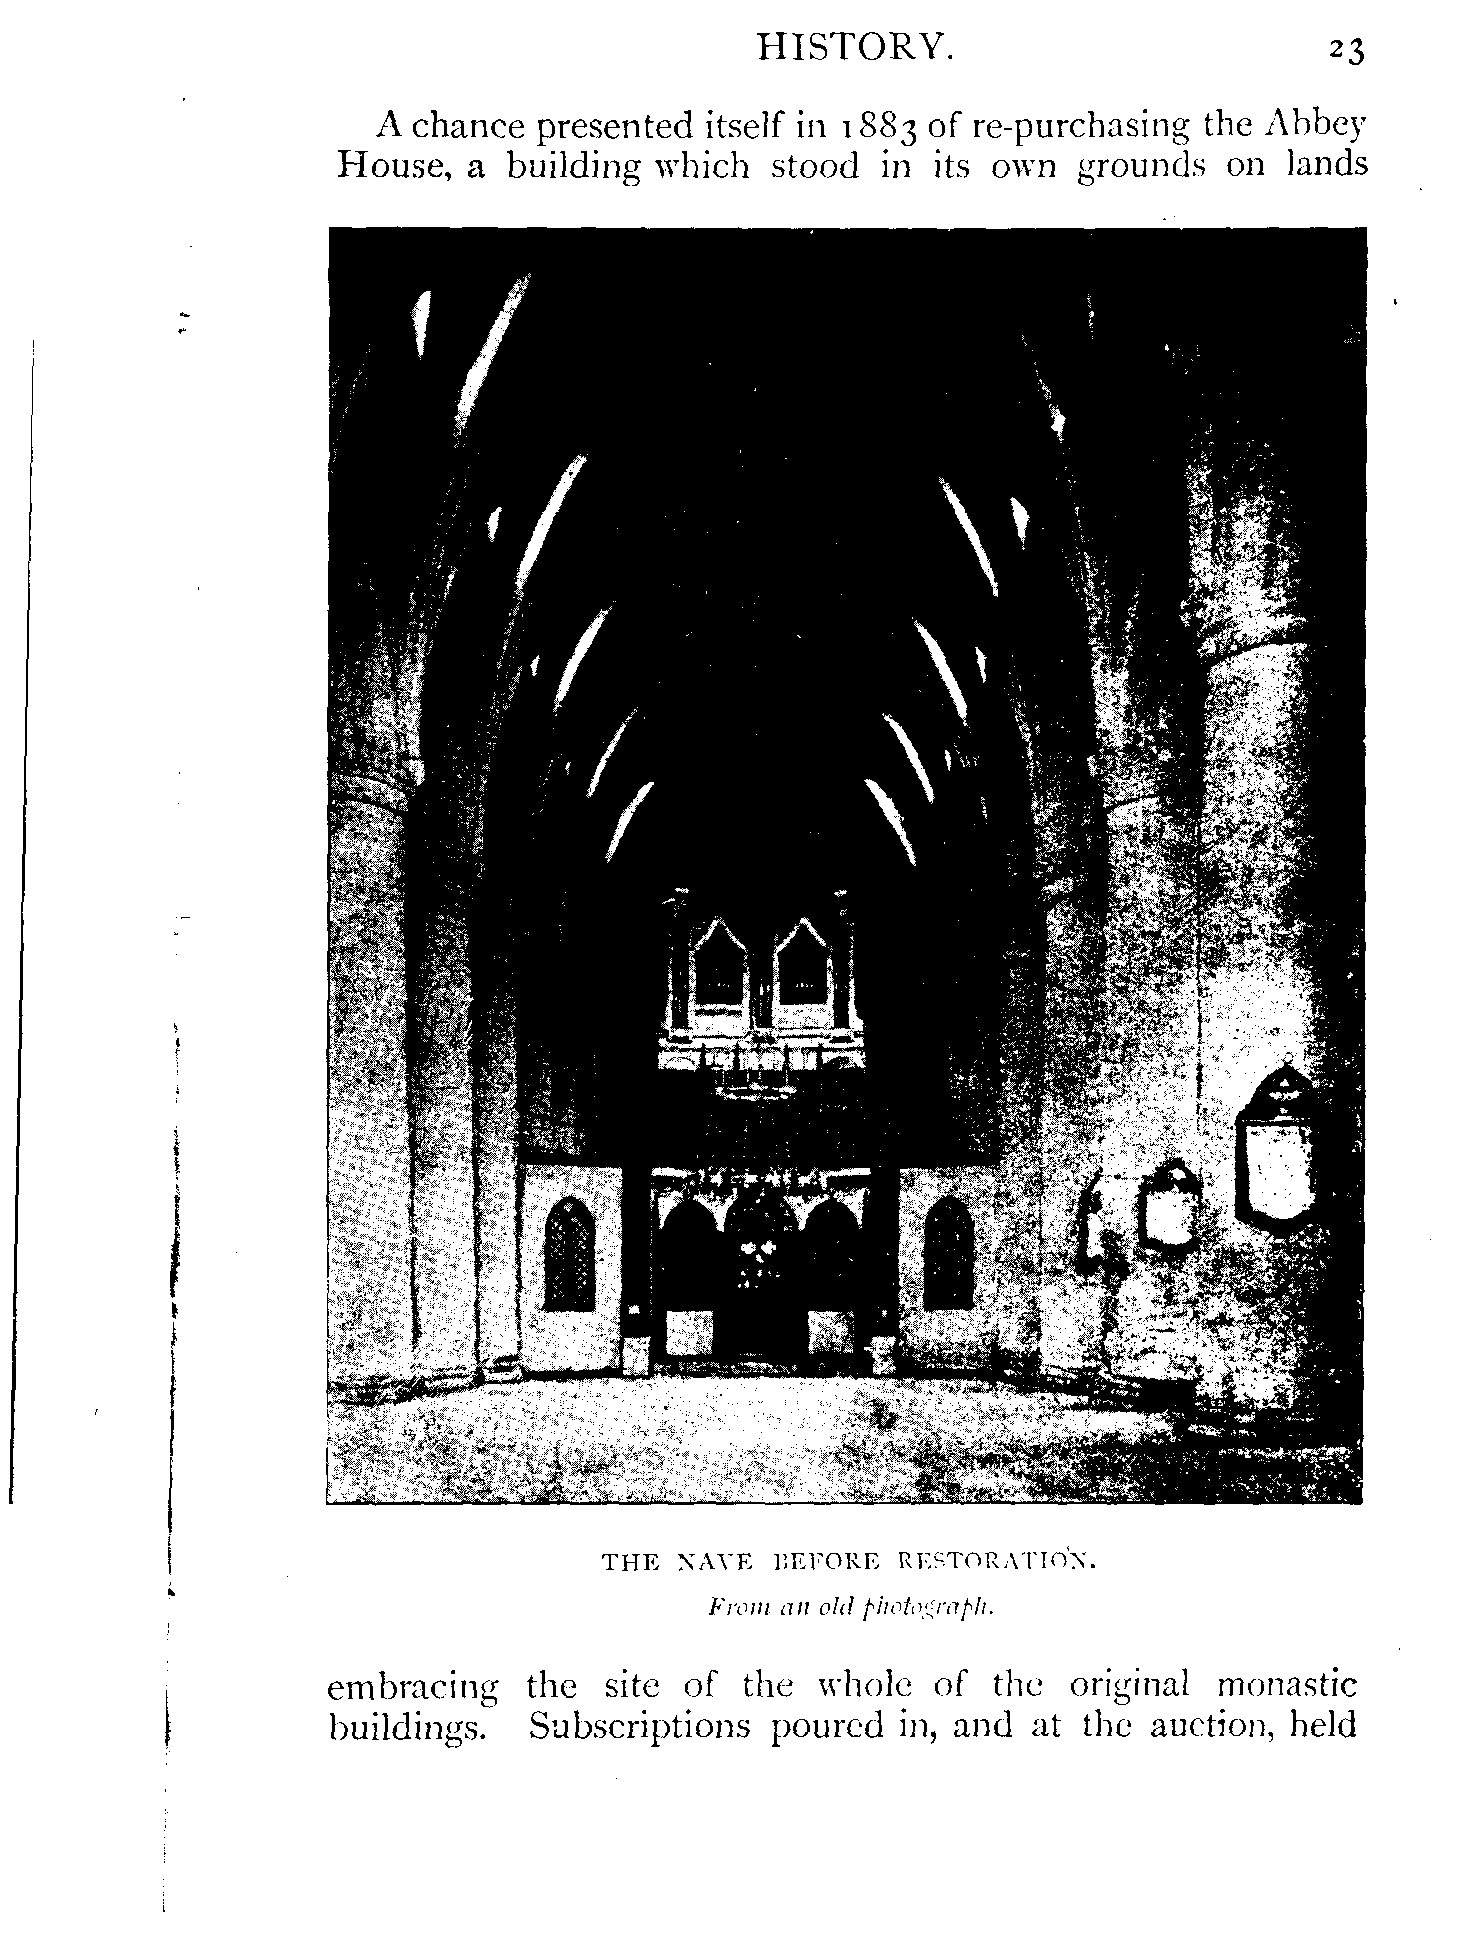 HISTORY. 23
A chance presented itself in 1883 of re-purchasing the Abbey
House, a building which stood in its own grounds on lands
THE NAVE BEFORE RESTORATION.
From an old photograph.
embracing the site of the whole of the original monastic
buildings. Subscriptions poured in, and at the auction, held